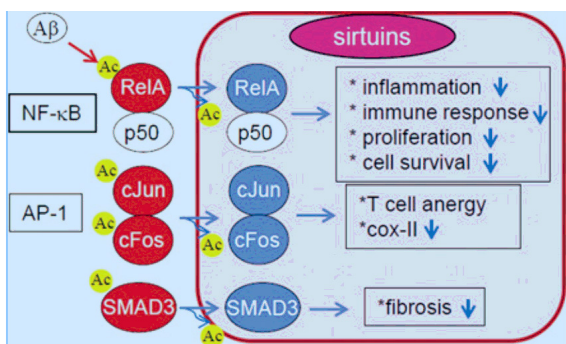 Aβ
sirtuins
Ac
RelA
RelA
* inflammation
NF-κB
Ac
* immune response
p50
p50
* proliferation
* cell survival
Ac
cJun
cJun
AP-1
*T cell anergy
Ac
*cox-II
cFos
cFos
Ac
Ac
SMAD3
SMAD3
*fibrosis
Ac